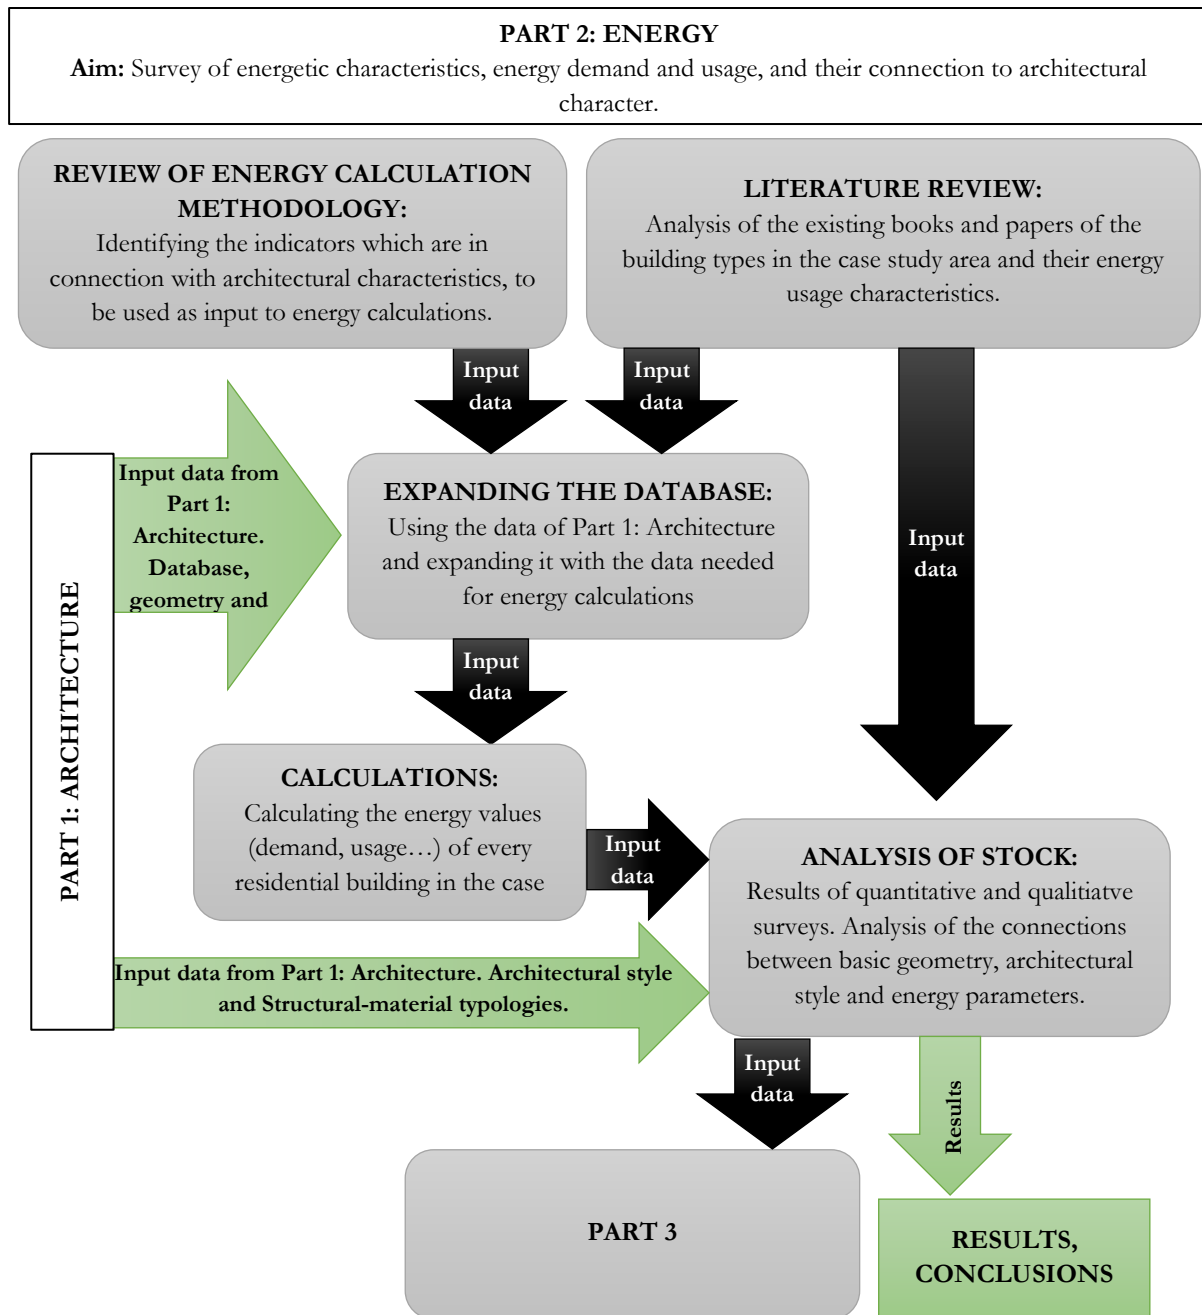 PART 2: ENERGY
Aim: Survey of energetic characteristics, energy demand and usage, and their connection to architectural
character.
REVIEW OF ENERGY CALCULATION
METHODOLOGY:
Identifying the indicators which are in
connection with architectural characteristics, to
be used as input to energy calculations.
LITERATURE REVIEW:
Analysis of the existing books and papers of the
building types in the case study area and their energy
usage characteristics.
Input
data
Input
data
Input
data
PART 1: ARCHITECTURE
Input data from
Part 1:
Architecture.
Database,
geometry and
EXPANDING THE DATABASE:
Using the data of Part 1: Architecture
and expanding it with the data needed
for energy calculations
Input
data
CALCULATIONS:
Calculating the energy values
(demand, usage…) of every
residential building in the case
Input
data
ANALYSIS OF STOCK:
Results of quantitative and qualitiatve
surveys. Analysis of the connections
between basic geometry, architectural
style and energy parameters.
Input data from Part 1: Architecture. Architectural style
and Structural-material typologies.
Input
data
Results
PART 3
RESULTS,
CONCLUSIONS